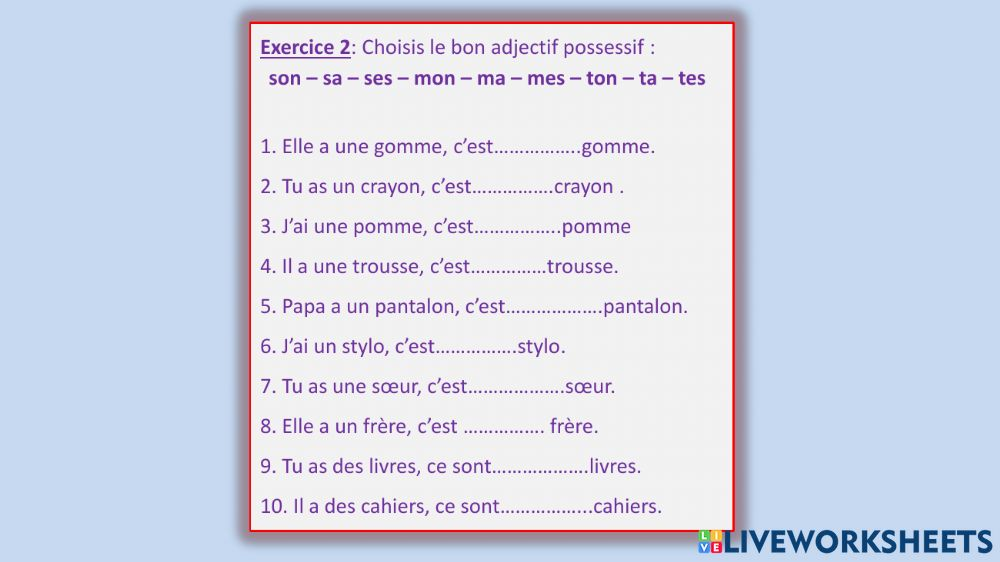 Exercice 2: Choisis le bon adjectif possessif :
son – sa – ses – mon – ma – mes – ton – ta – tes
1. Elle a une gomme, c’est……………..gomme.
2. Tu as un crayon, c’est…………….crayon .
3. J’ai une pomme, c’est……………..pomme
4. Il a une trousse, c’est……………trousse.
5. Papa a un pantalon, c’est……………….pantalon.
6. J’ai un stylo, c’est…………….stylo.
7. Tu as une sœur, c’est……………….sœur.
8. Elle a un frère, c’est ……………. frère.
9. Tu as des livres, ce sont……………….livres.
10. Il a des cahiers, ce sont……………...cahiers.
LIVE LIVEWORKSHEETS